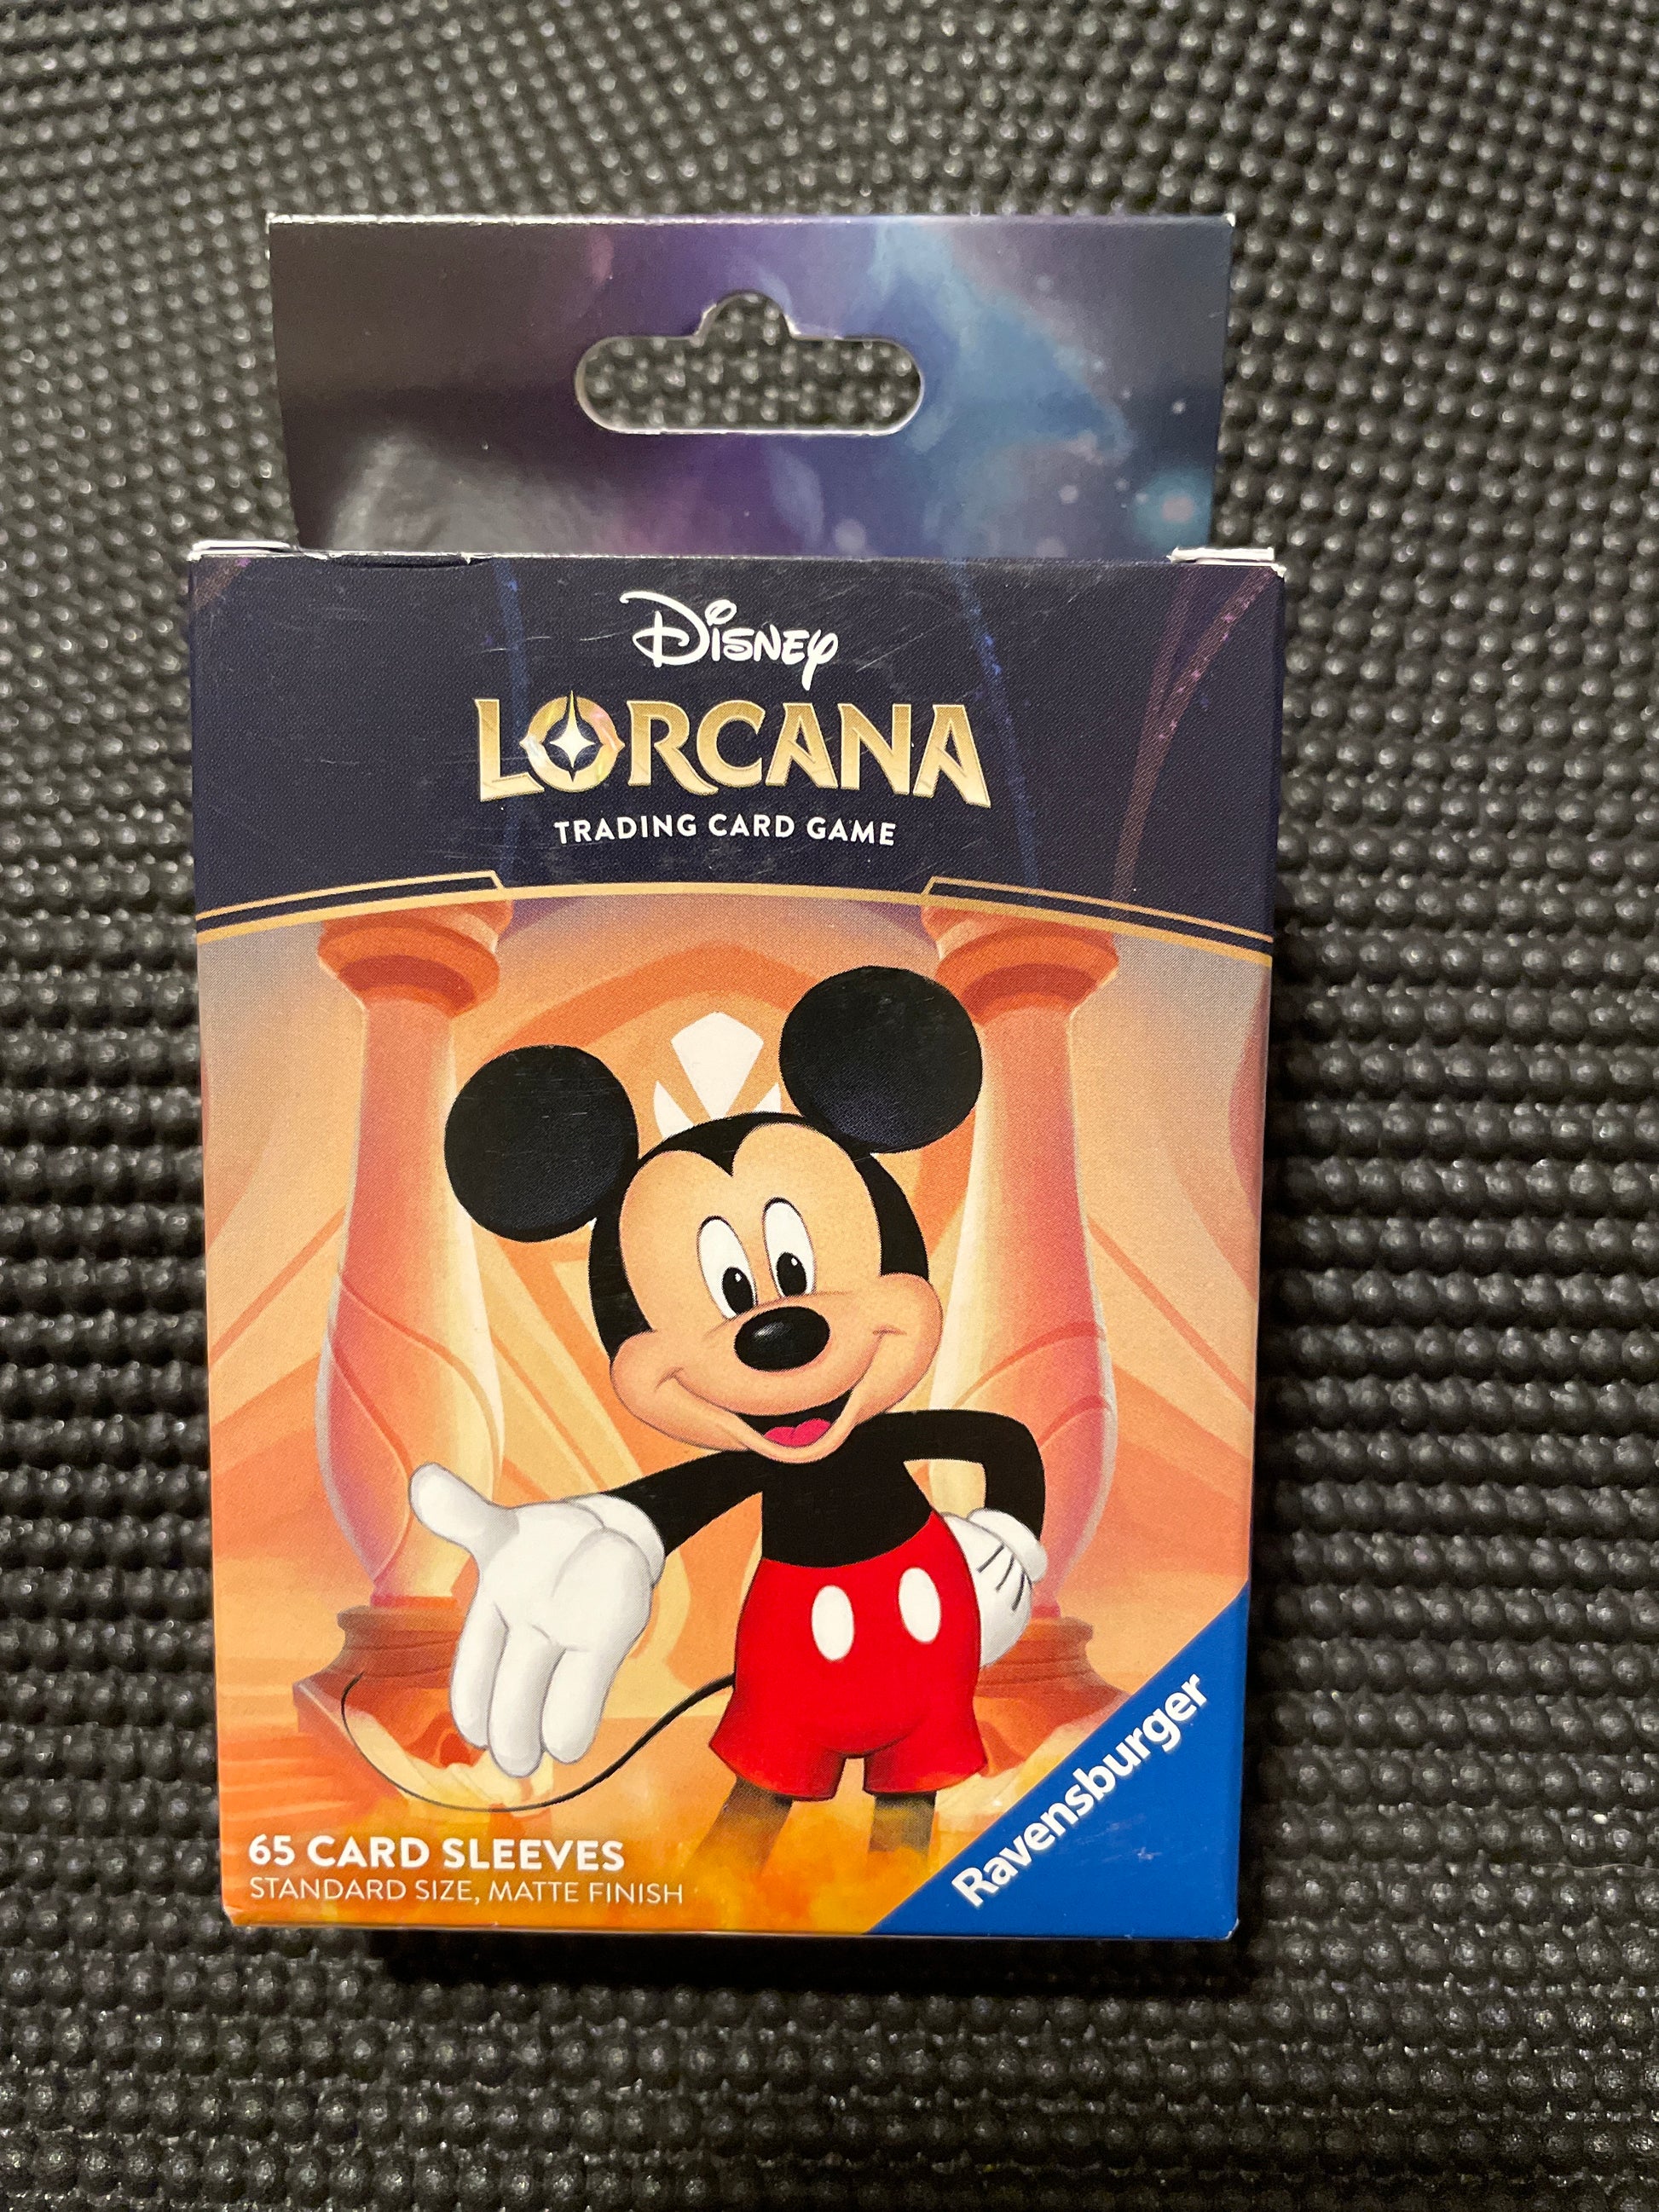 Disney
LORCANA
TRADING CARD GAME
65 CARD SLEEVES
STANDARD SIZE, MATTE FINISH
Ravensburger